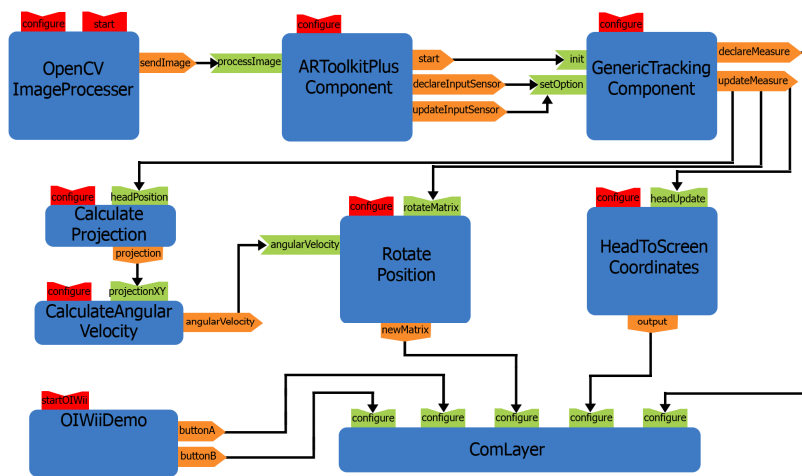 configure
start
OpenCV
ImageProcesser
sendImage
processImage
configure
ARToolkitPlus
Component
start
declareInputSensor
updateInputSensor
init
setOption
configure
GenericTracking
Component
declareMeasure
updateMeasure
configure
headPosition
Calculate
Projection
projection
configure
projectionXY
CalculateAngular
Velocity
angularVelocity
angularVelocity
configure
rotateMatrix
Rotate
Position
newMatrix
configure
headUpdate
HeadToScreen
Coordinates
output
startOIWii
OIWiiDemo
buttonA
buttonB
configure
configure
configure
configure
configure
ComLayer